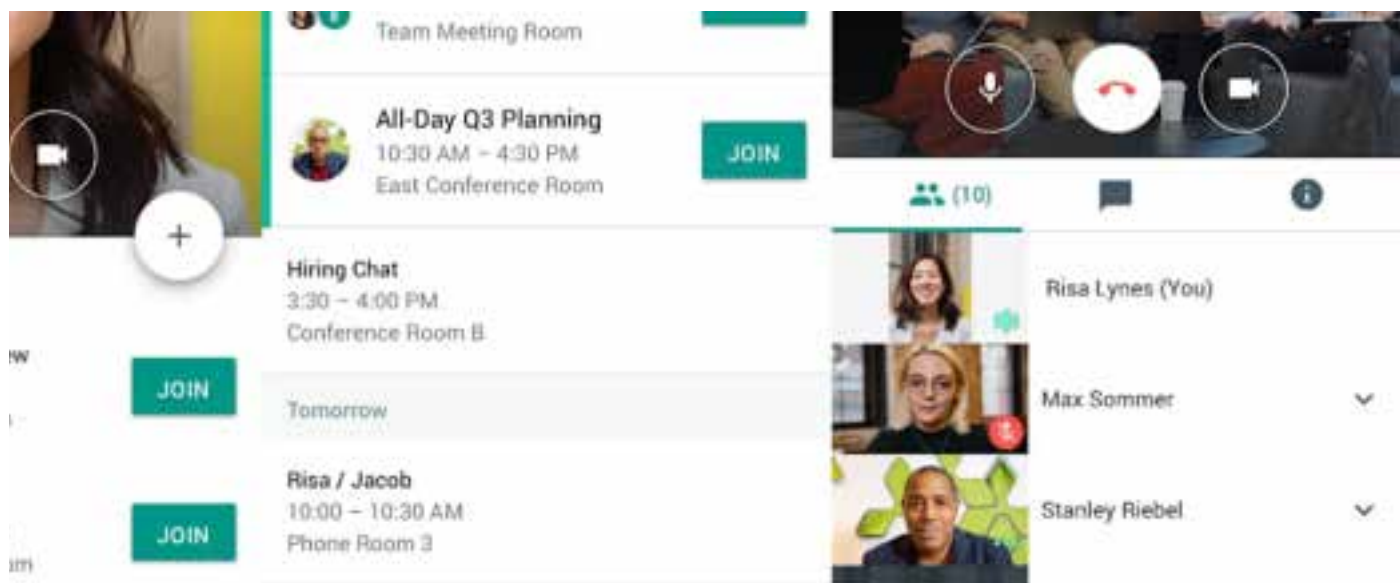 Team Meeting Room
All-Day Q3 Planning
10:30 AM – 4:30 PM
East Conference Room
JOIN
Hiring Chat
3:30 – 4:00 PM
Conference Room B
JOIN
Tomorrow
Risa / Jacob
10:00 – 10:30 AM
Phone Room 3
JOIN
(10)
Risa Lynes (You)
Max Sommer
Stanley Riebel